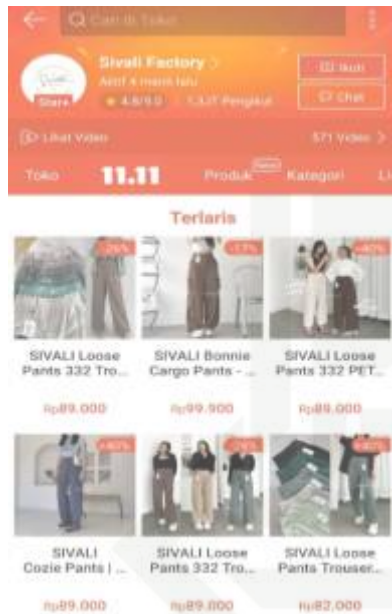 Cari di Toko
Sivali Factory >
Aktif 4 menit lalu
Ikuti
4.8/5.0
1,3JT Pengikut
Chat
Share
Lihat Video
571 Video >
Toko
11.11
Produk
Kategori
Li
Terlaris
SIVALI Loose
Pants 332 Tro...
Rp89.000
SIVALI Bonnie
Cargo Pants - ...
Rp99.900
SIVALI Loose
Pants 332 PET...
Rp89.000
SIVALI
Cozie Pants | ...
Rp89.000
SIVALI Loose
Pants 332 Tro...
Rp89.000
SIVALI Loose
Pants Trouser...
Rp82.000